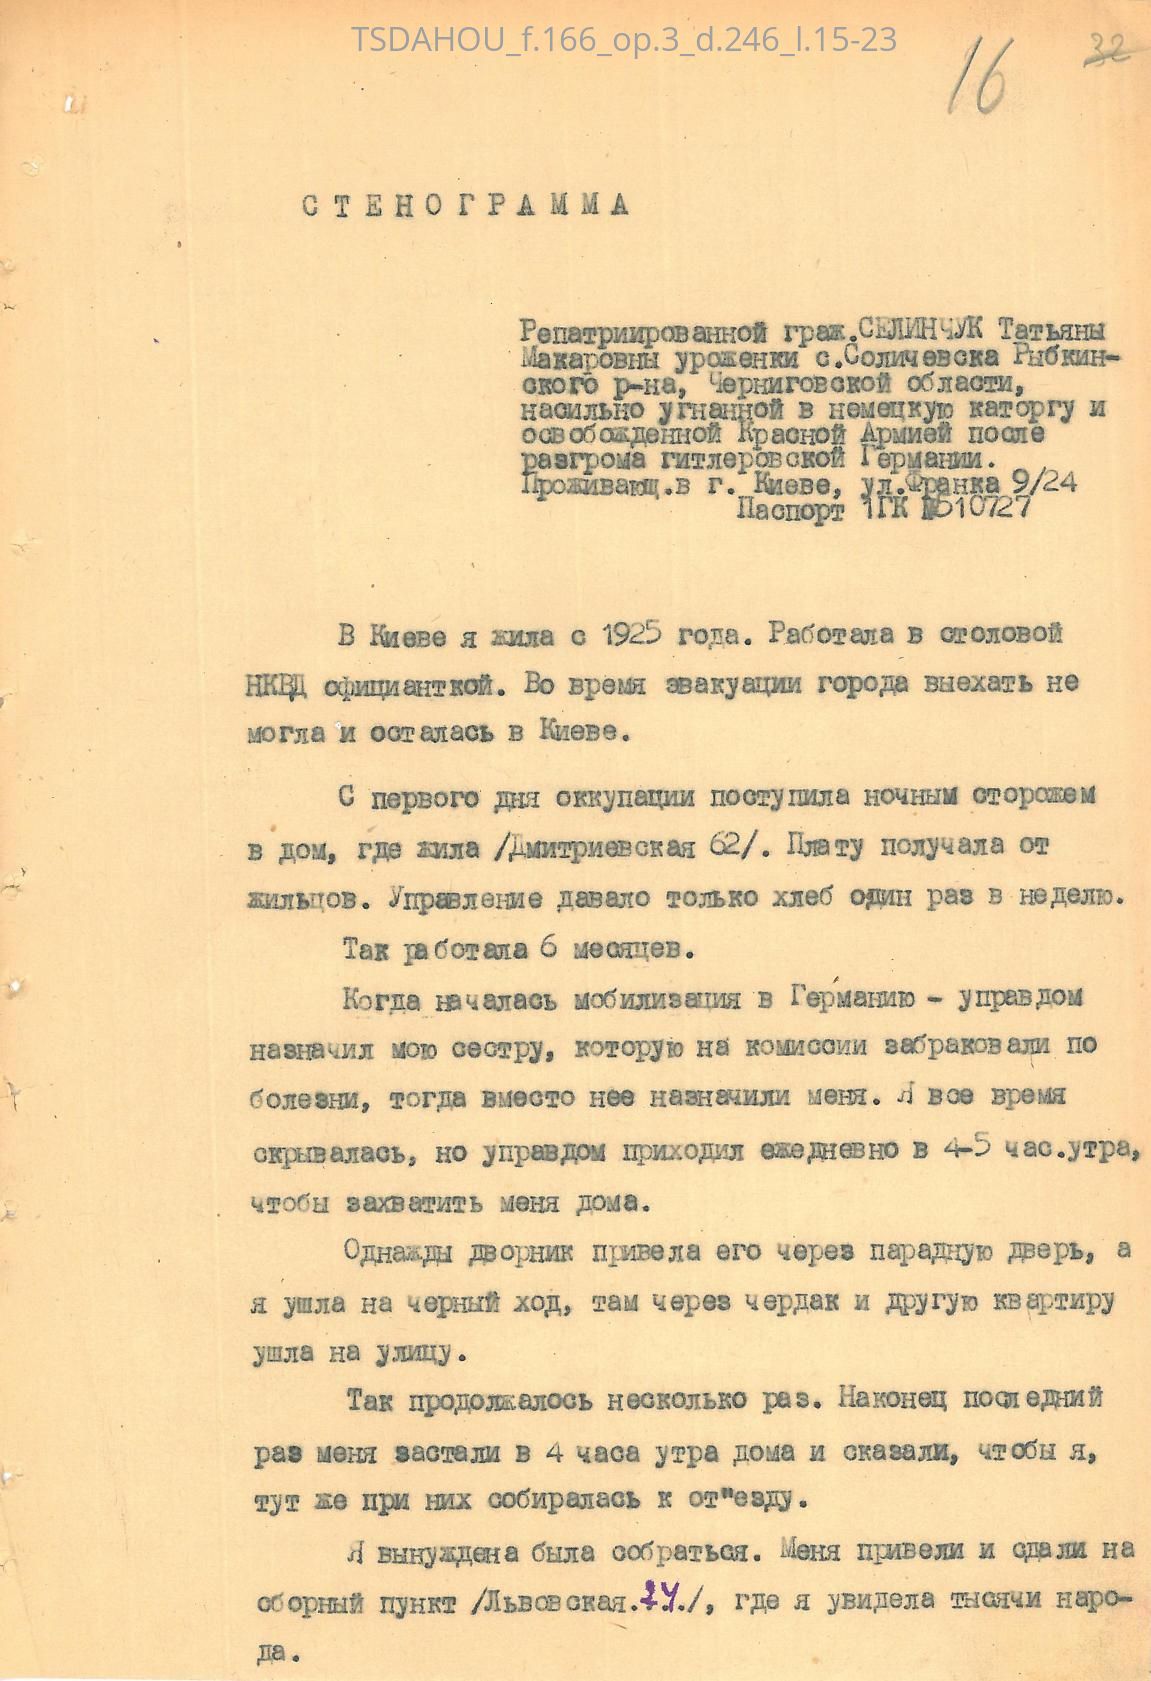 TSDAHOU_f.166_op.3_d.246_l.15-23
16 32
СТЕНОГРАММА
Репатриированной граж.СЕЛИНЧУК Татьяны
Макаровны уроженки с.Соличевска Рыбкин-
ского р-на, Черниговской области,
насильно угнанной в немецкую каторгу и
освобожденной Красной Армией после
разгрома гитлеровской Германии.
Проживающ.в г. Киеве, ул.Франка 9/24
Паспорт 1ГК №510727
В Киеве я жила с 1925 года. Работала в столовой
НКВД официанткой. Во время эвакуации города выехать не
могла и осталась в Киеве.
С первого дня оккупации поступила ночным сторожем
в дом, где жила /Дмитриевская 62/. Плату получала от
жильцов. Управление давало только хлеб один раз в неделю.
Так работала 6 месяцев.
Когда началась мобилизация в Германию - управдом
назначил мою сестру, которую на комиссии забраковали по
болезни, тогда вместо нее назначили меня. Я все время
скрывалась, но управдом приходил ежедневно в 4-5 час.утра,
чтобы захватить меня дома.
Однажды дворник привела его через парадную дверь, а
я ушла на черный ход, там через чердак и другую квартиру
ушла на улицу.
Так продолжалось несколько раз. Наконец последний
раз меня застали в 4 часа утра дома и сказали, чтобы я,
тут же при них собиралась к от"езду.
Я вынуждена была собраться. Меня привели и сдали на
сборный пункт /Львовская.24./, где я увидела тысячи наро-
да.